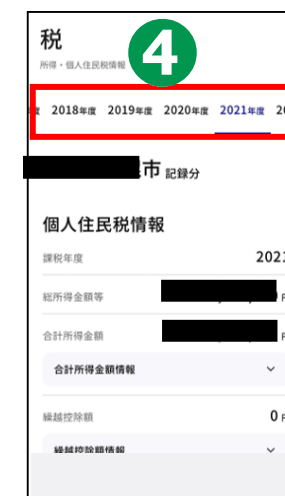 税
4
所得・個人住民税情報
度 2018年度 2019年度 2020年度 2021年度 20
市 記録分
個人住民税情報
課税年度 2021
総所得金額等
合計所得金額
合計所得金額情報
繰越控除額 0
繰越控除額情報